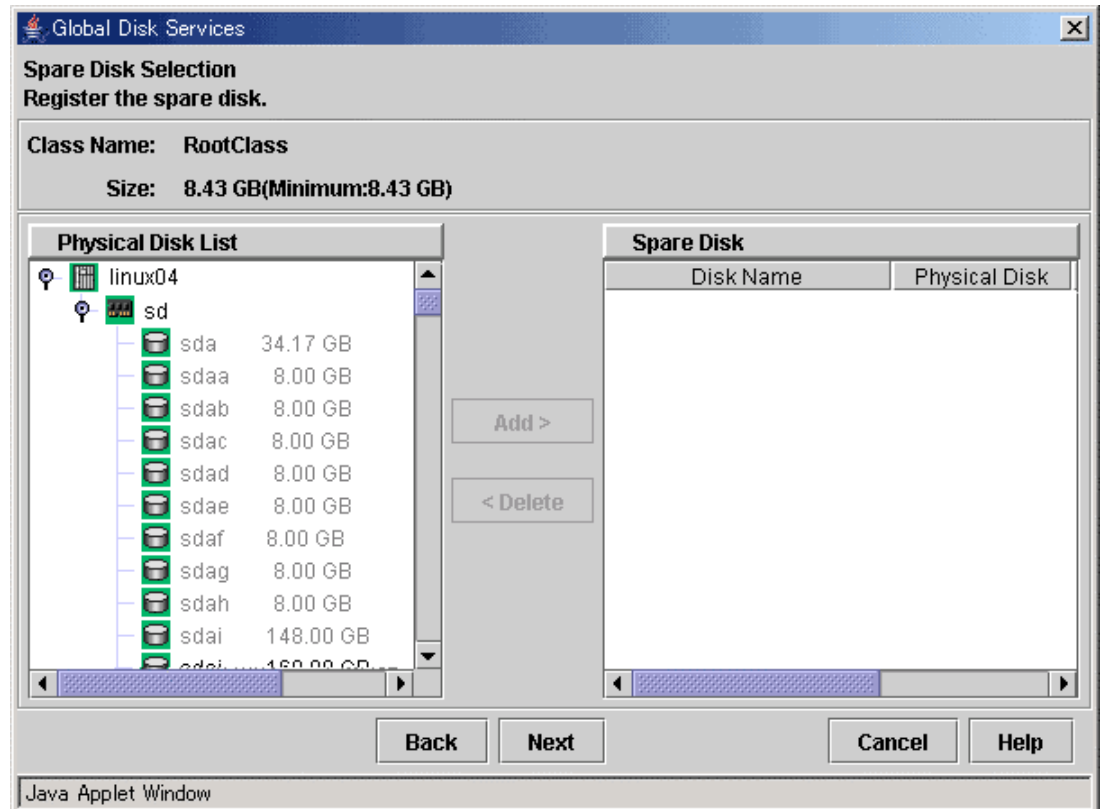 Global Disk Services
Spare Disk Selection
Register the spare disk.
Class Name: RootClass
Size: 8.43 GB(Minimum:8.43 GB)
Physical Disk List
linux04
sd
sda 34.17 GB
sdaa 8.00 GB
sdab 8.00 GB
sdac 8.00 GB
sdad 8.00 GB
sdae 8.00 GB
sdaf 8.00 GB
sdag 8.00 GB
sdah 8.00 GB
sdai 148.00 GB
Add >
< Delete
Spare Disk
Disk Name Physical Disk
Back Next Cancel Help
Java Applet Window